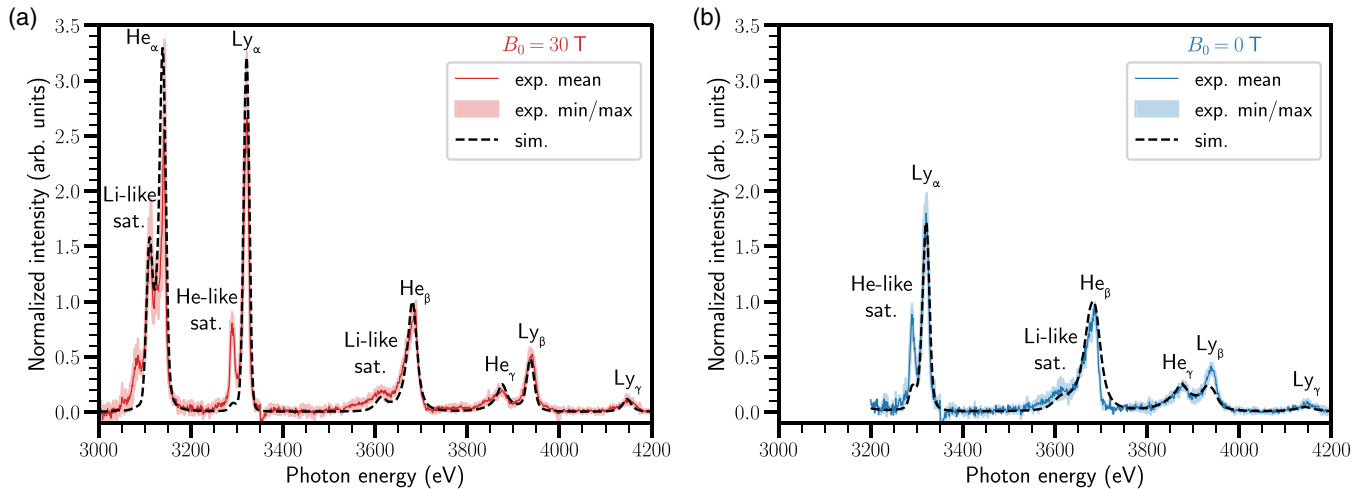 (a)
Normalized intensity (arb. units)
3.5
3.0
2.5
2.0
1.5
1.0
0.5
0.0
He_α
Ly_α
B_0 = 30 T
exp. mean
exp. min/max
sim.
Li-like
sat.
He-like
sat.
Li-like
sat.
He_β
He_γ
Ly_β
Ly_γ
3000 3200 3400 3600 3800 4000 4200
Photon energy (eV)
(b)
Normalized intensity (arb. units)
3.5
3.0
2.5
2.0
1.5
1.0
0.5
0.0
B_0 = 0 T
exp. mean
exp. min/max
sim.
Ly_α
He-like
sat.
Li-like
sat.
He_β
He_γ
Ly_β
Ly_γ
3000 3200 3400 3600 3800 4000 4200
Photon energy (eV)